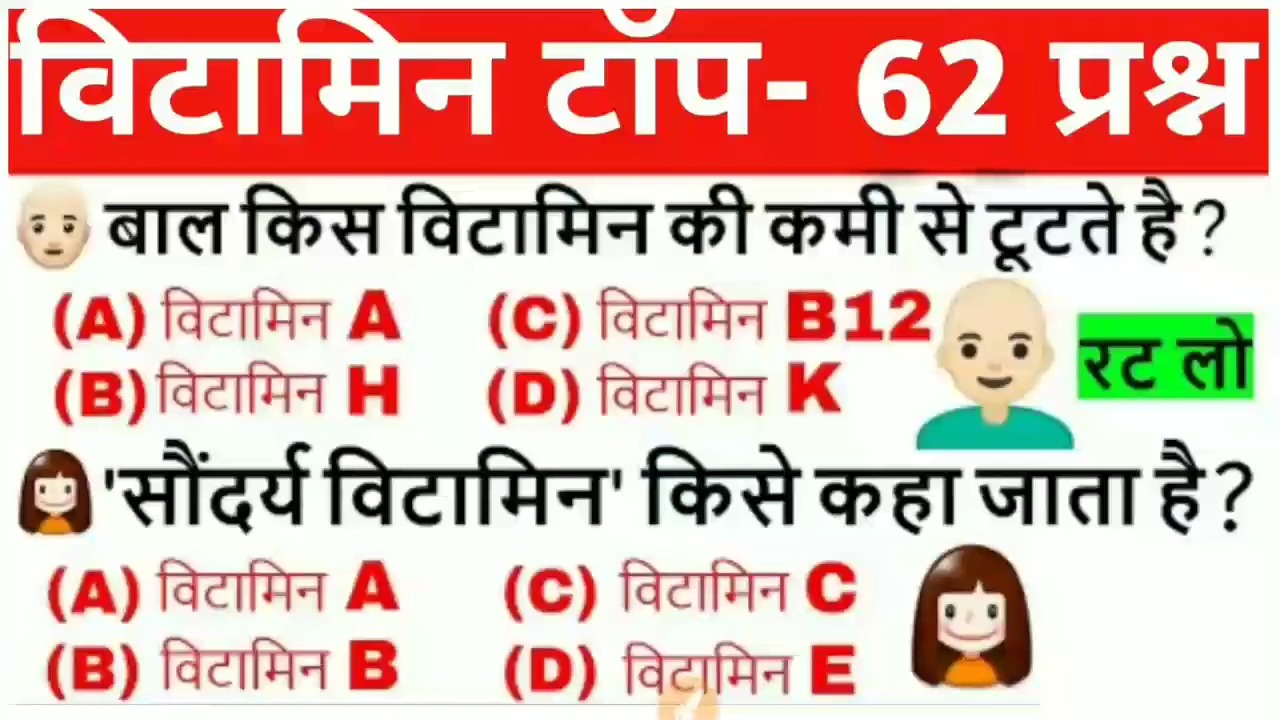 विटामिन टॉप- 62 प्रश्न
बाल किस विटामिन की कमी से टूटते है?
(A) विटामिन A (C) विटामिन B12
(B) विटामिन H (D) विटामिन K
रट लो
'सौंदर्य विटामिन' किसे कहा जाता है?
(A) विटामिन A (C) विटामिन C
(B) विटामिन B (D) विटामिन E